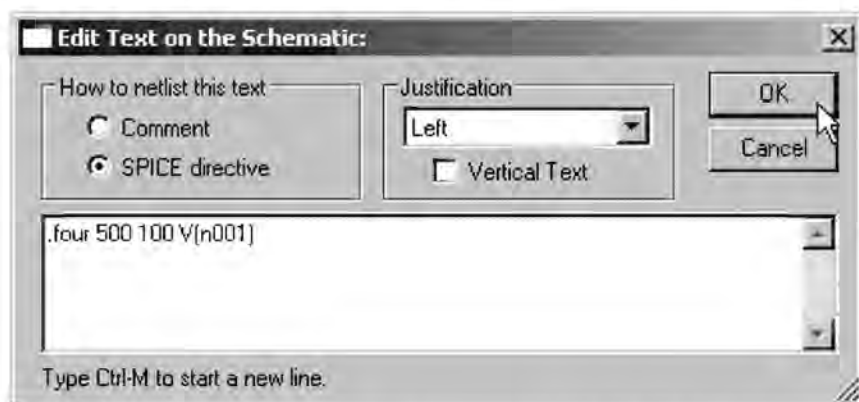 Edit Text on the Schematic:
How to netlist this text
Comment
SPICE directive
Justification
Left
Vertical Text
OK
Cancel
.four 500 100 V(n001)
Type Ctrl-M to start a new line.